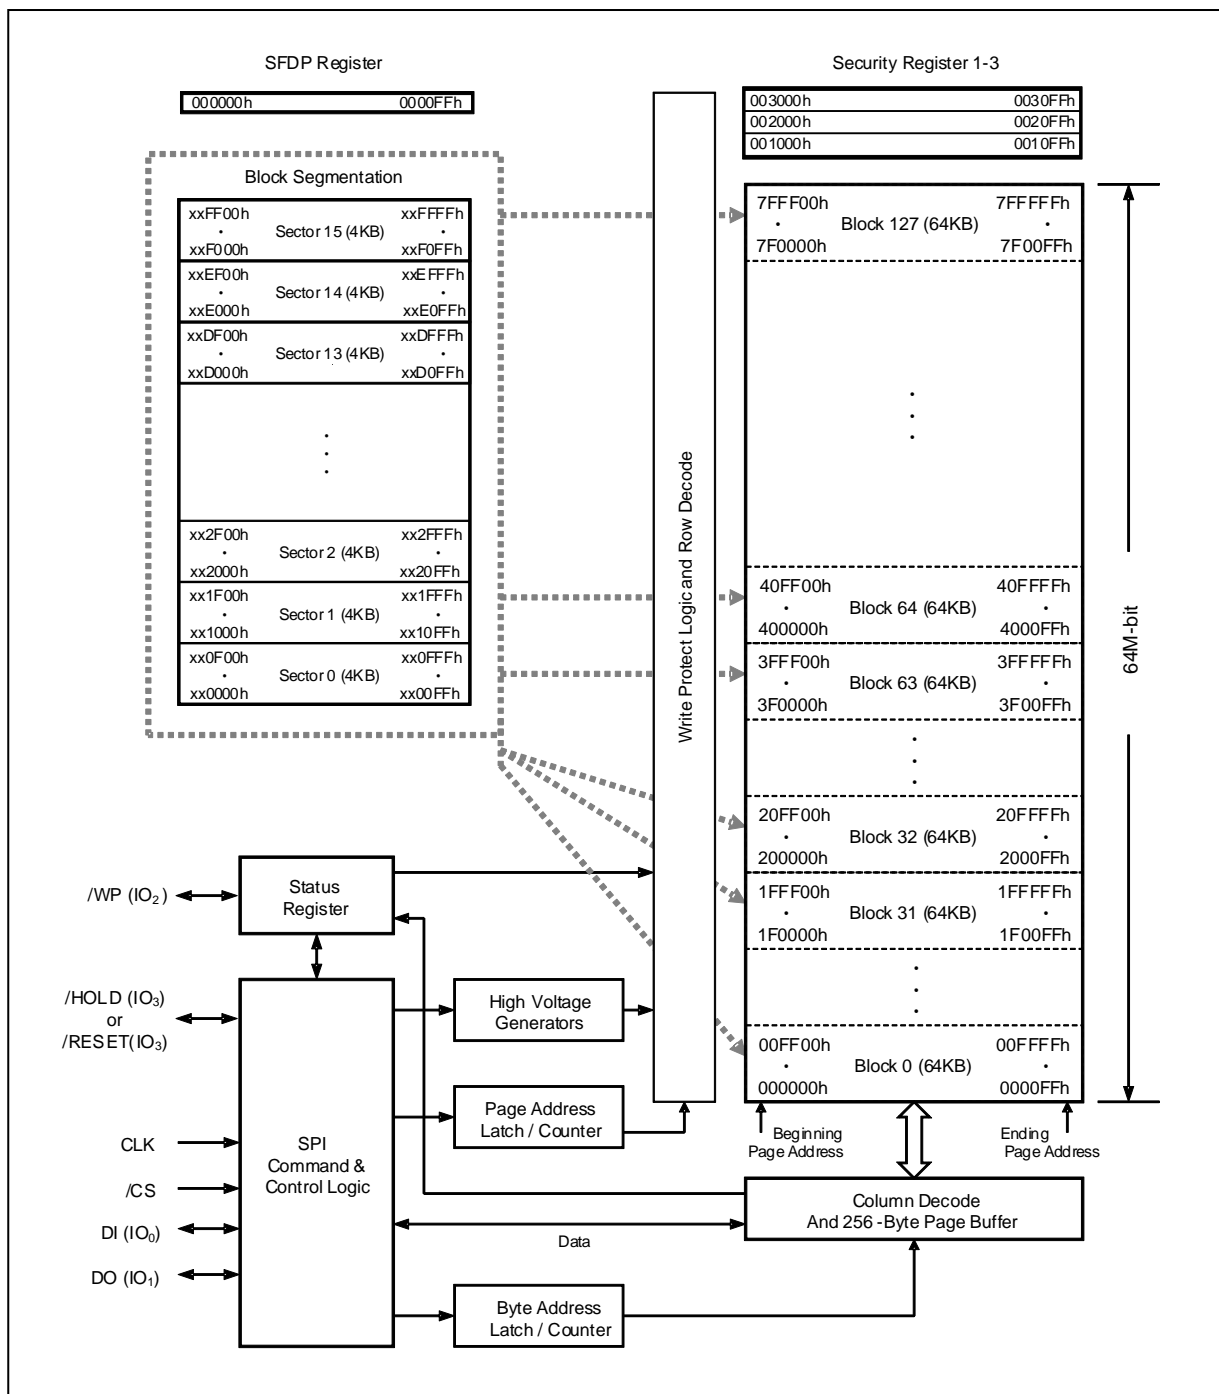 SFDP Register
000000h 0000FFh
Security Register 1-3
003000h 0030FFh
002000h 0020FFh
001000h 0010FFh
Block Segmentation
xxFF00h xxFFFFh
Sector 15 (4KB)
xxF000h xxF0FFh
xxEF00h xxEFFFh
Sector 14 (4KB)
xxE000h xxE0FFh
xxDF00h xxDFFFh
Sector 13 (4KB)
xxD000h xxD0FFh
xx2F00h xx2FFFh
Sector 2 (4KB)
xx2000h xx20FFh
xx1F00h xx1FFFh
Sector 1 (4KB)
xx1000h xx10FFh
xx0F00h xx0FFFh
Sector 0 (4KB)
xx0000h xx00FFh
Write Protect Logic and Row Decode
7FFF00h 7FFFFFh
Block 127 (64KB)
7F0000h 7F00FFh
40FF00h 40FFFFh
Block 64 (64KB)
400000h 4000FFh
3FFF00h 3FFFFFh
Block 63 (64KB)
3F0000h 3F00FFh
20FF00h 20FFFFh
Block 32 (64KB)
200000h 2000FFh
1FFF00h 1FFFFFh
Block 31 (64KB)
1F0000h 1F00FFh
00FF00h 00FFFFh
Block 0 (64KB)
000000h 0000FFh
64M-bit
Beginning
Page Address
Ending
Page Address
/WP (IO2)
Status
Register
/HOLD (IO3)
or
/RESET(IO3)
High Voltage
Generators
Page Address
Latch / Counter
CLK
/CS
DI (IO0)
DO (IO1)
SPI
Command &
Control Logic
Column Decode
And 256 -Byte Page Buffer
Data
Byte Address
Latch / Counter